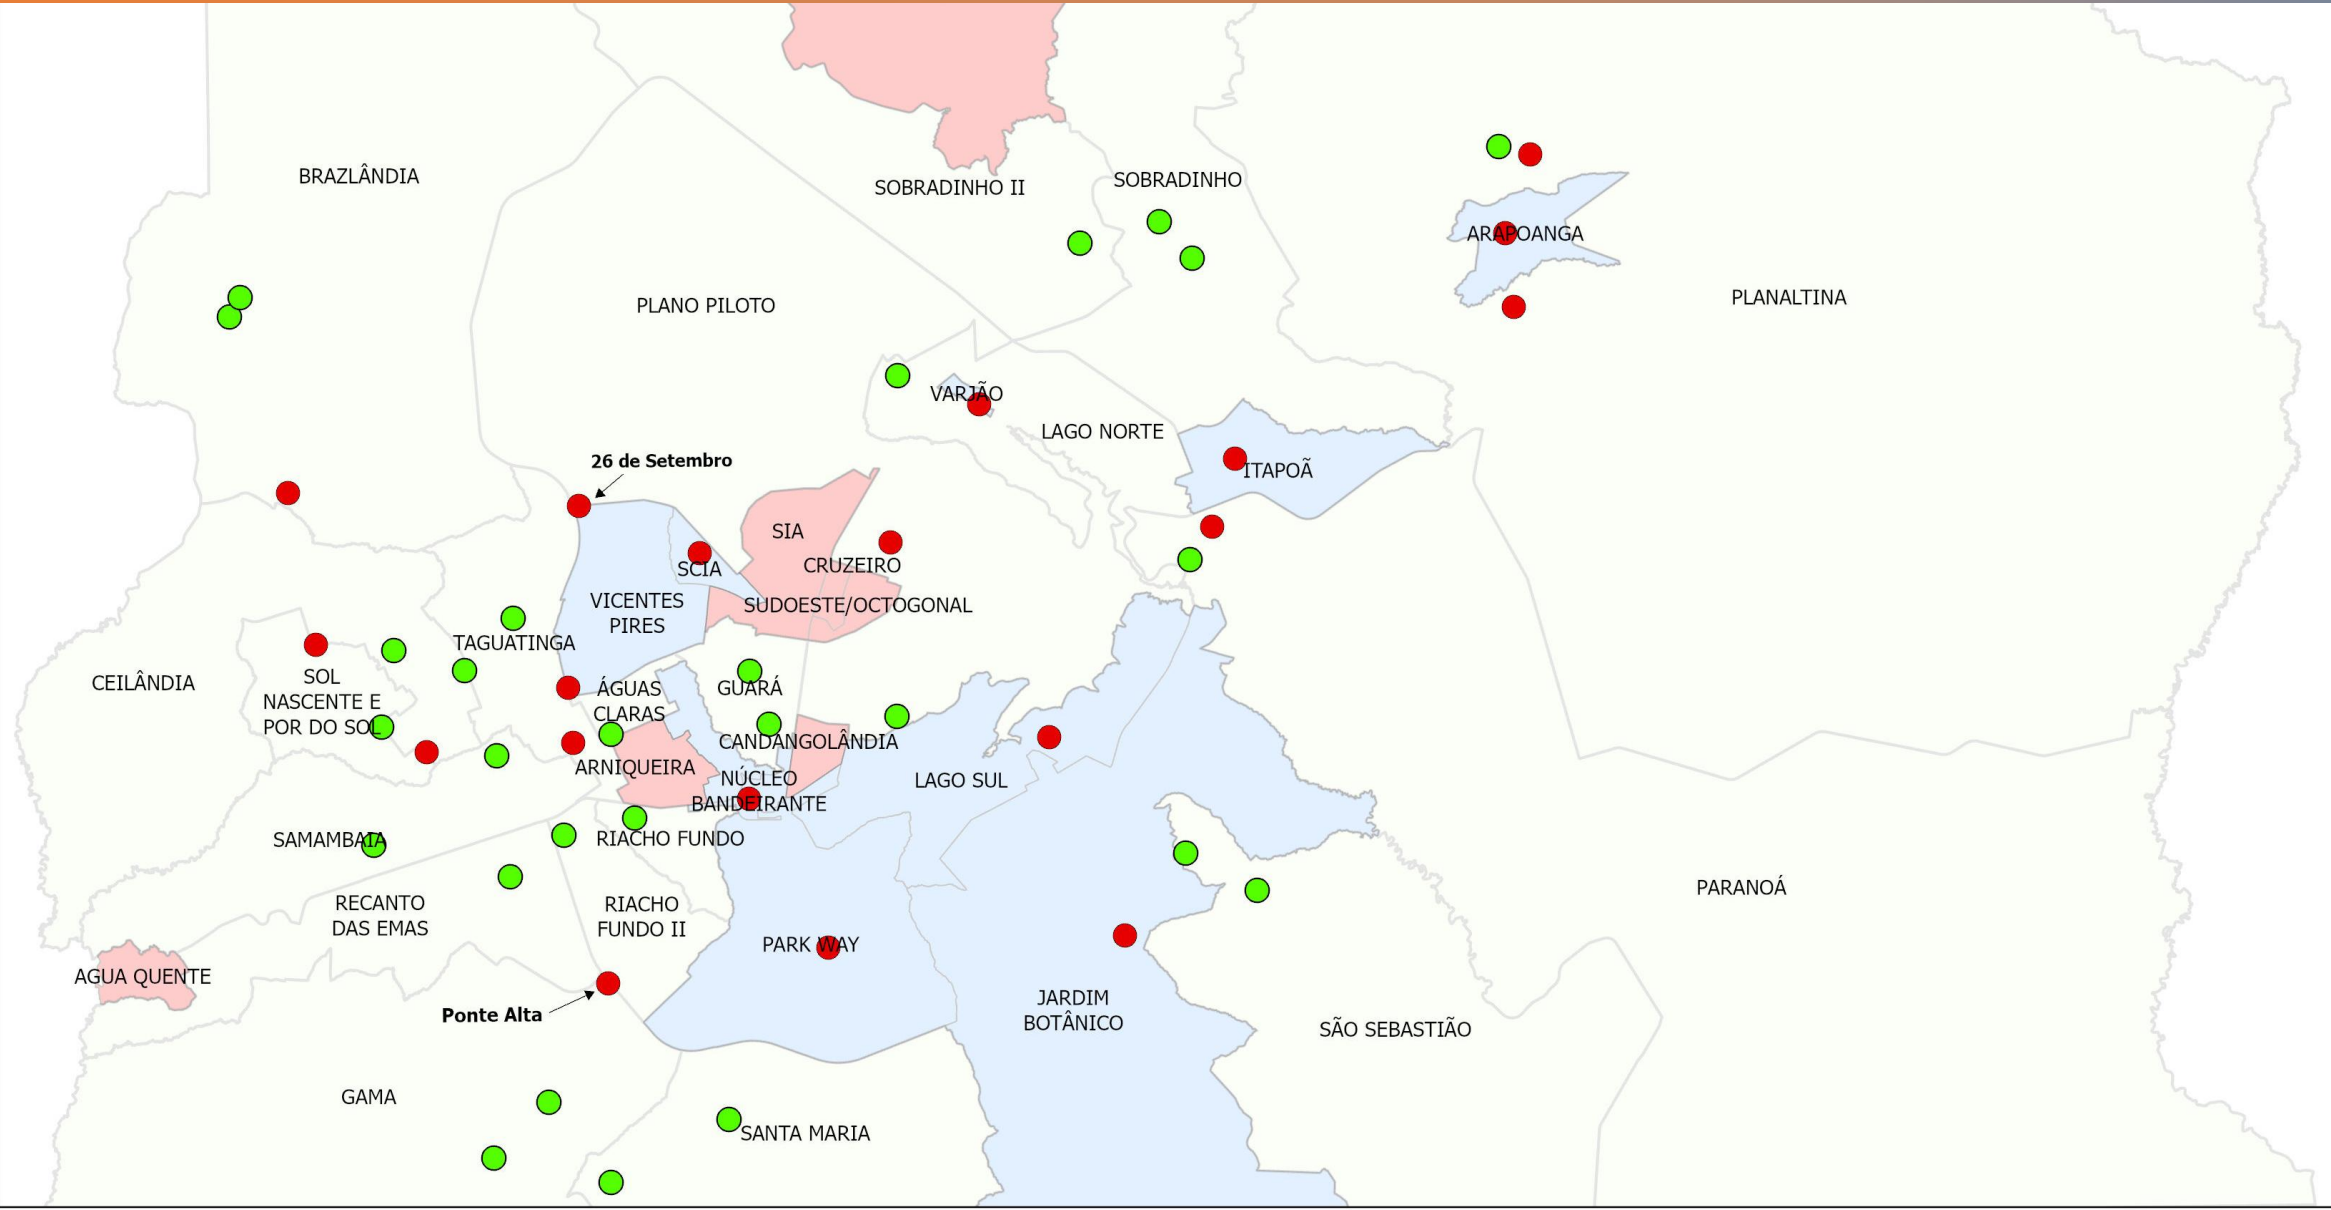 BRAZLÂNDIA
SOBRADINHO II
SOBRADINHO
ARAPOANGA
PLANALTINA
PLANO PILOTO
VARJÃO
LAGO NORTE
ITAPOÃ
26 de Setembro
SIA
CRUZEIRO
SCIA
SUDOESTE/OCTOGONAL
VICENTES
PIRES
TAGUATINGA
CEILÂNDIA
SOL
NASCENTE E
POR DO SOL
ÁGUAS
CLARAS
GUARÁ
CANDANGOLÂNDIA
ARNIQUEIRA
NÚCLEO
BANDEIRANTE
LAGO SUL
SAMAMBAIA
RIACHO FUNDO
RECANTO
DAS EMAS
RIACHO
FUNDO II
PARANOÁ
PARK WAY
AGUA QUENTE
Ponte Alta
JARDIM
BOTÂNICO
SÃO SEBASTIÃO
GAMA
SANTA MARIA